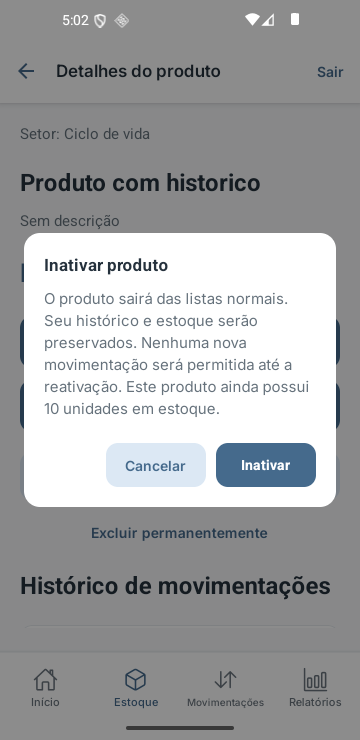 5:02
Detalhes do produto
Sair
Setor: Ciclo de vida
Produto com historico
Sem descrição
Inativar produto
O produto sairá das listas normais.
Seu histórico e estoque serão
preservados. Nenhuma nova
movimentação será permitida até a
reativação. Este produto ainda possui
10 unidades em estoque.
Cancelar
Inativar
Excluir permanentemente
Histórico de movimentações
Início
Estoque
Movimentações
Relatórios